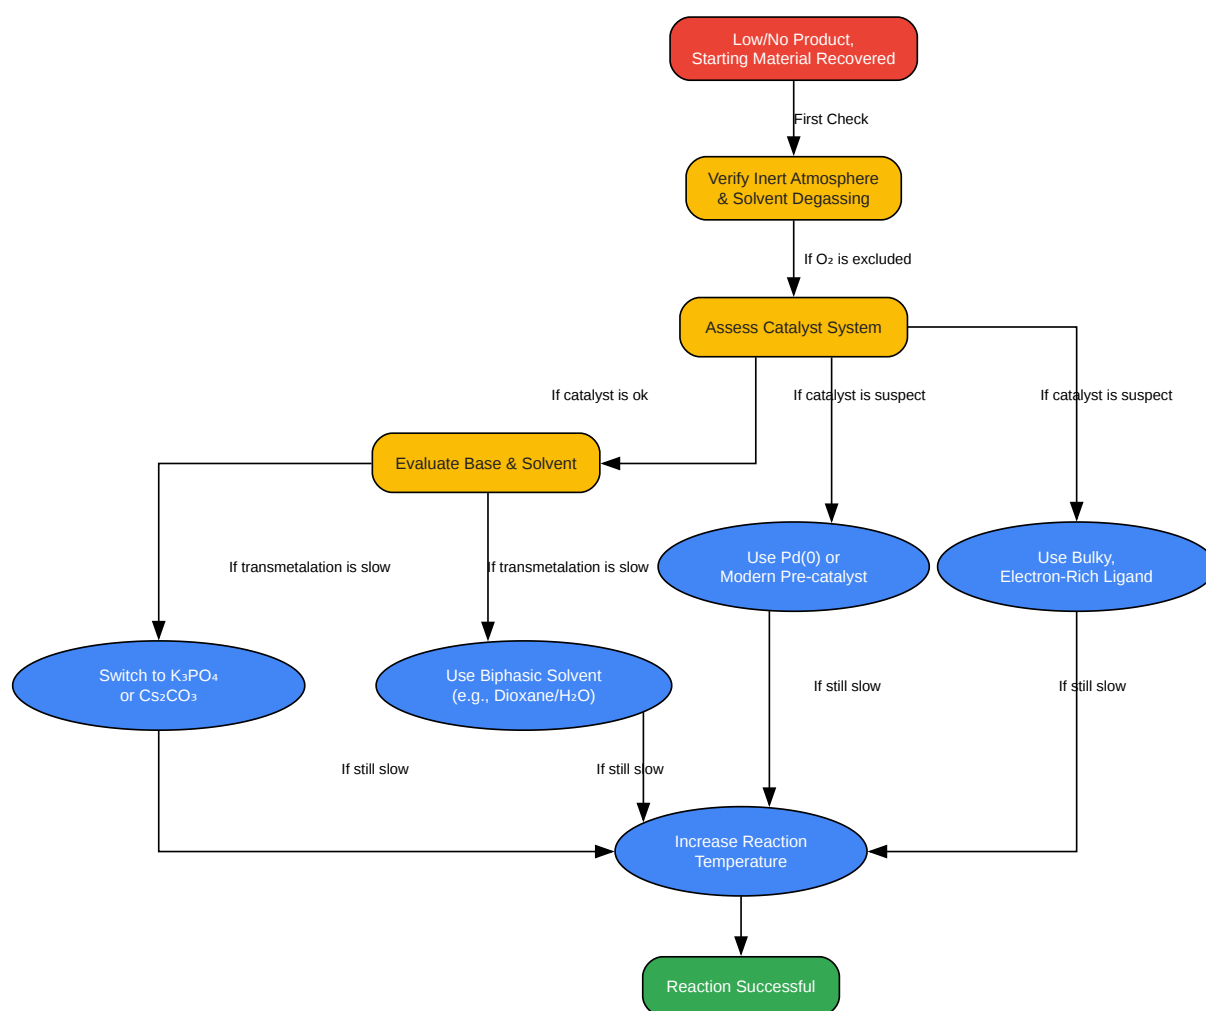 Low/No Product,
Starting Material Recovered
First Check
Verify Inert Atmosphere
& Solvent Degassing
If O₂ is excluded
Assess Catalyst System
If catalyst is ok
If catalyst is suspect
If catalyst is suspect
Evaluate Base & Solvent
If transmetalation is slow
If transmetalation is slow
Use Pd(0) or
Modern Pre-catalyst
Use Bulky,
Electron-Rich Ligand
Switch to K₃PO₄
or Cs₂CO₃
Use Biphasic Solvent
(e.g., Dioxane/H₂O)
If still slow
If still slow
If still slow
If still slow
Increase Reaction
Temperature
Reaction Successful